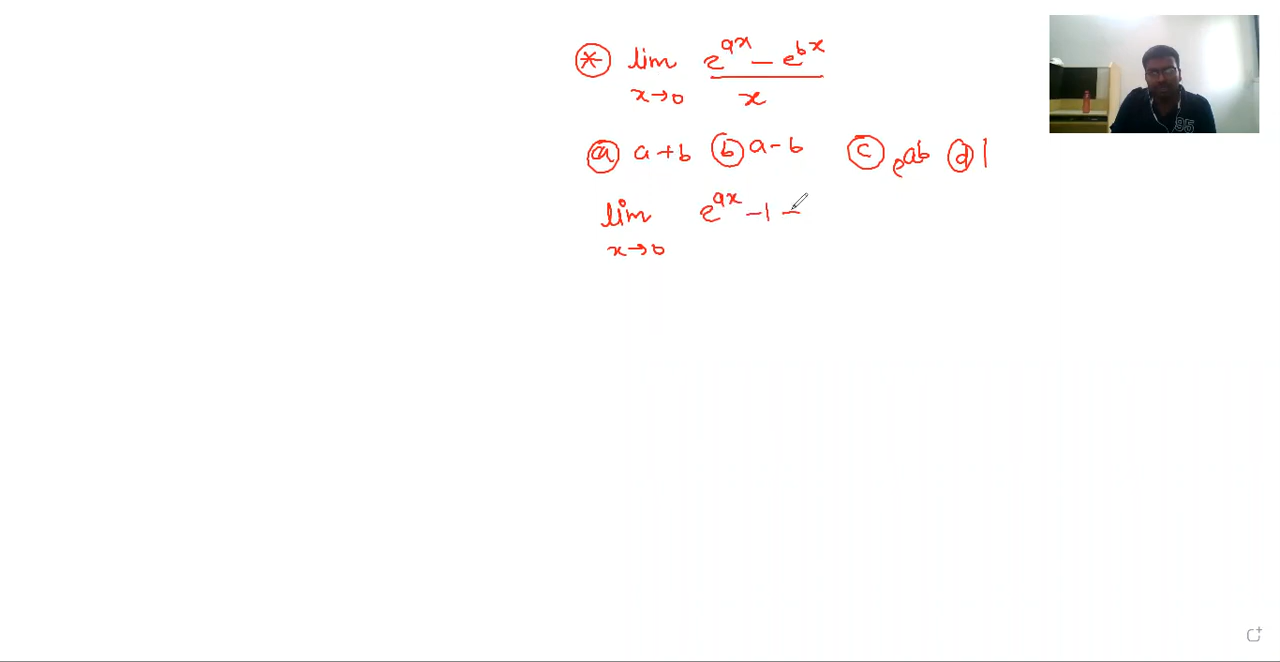 * lim e^{ax} - e^{bx}
x→0 x
(a) a+b (b) a-b (c) e^{ab} (d) 1
lim e^{ax} -1 -
x→0